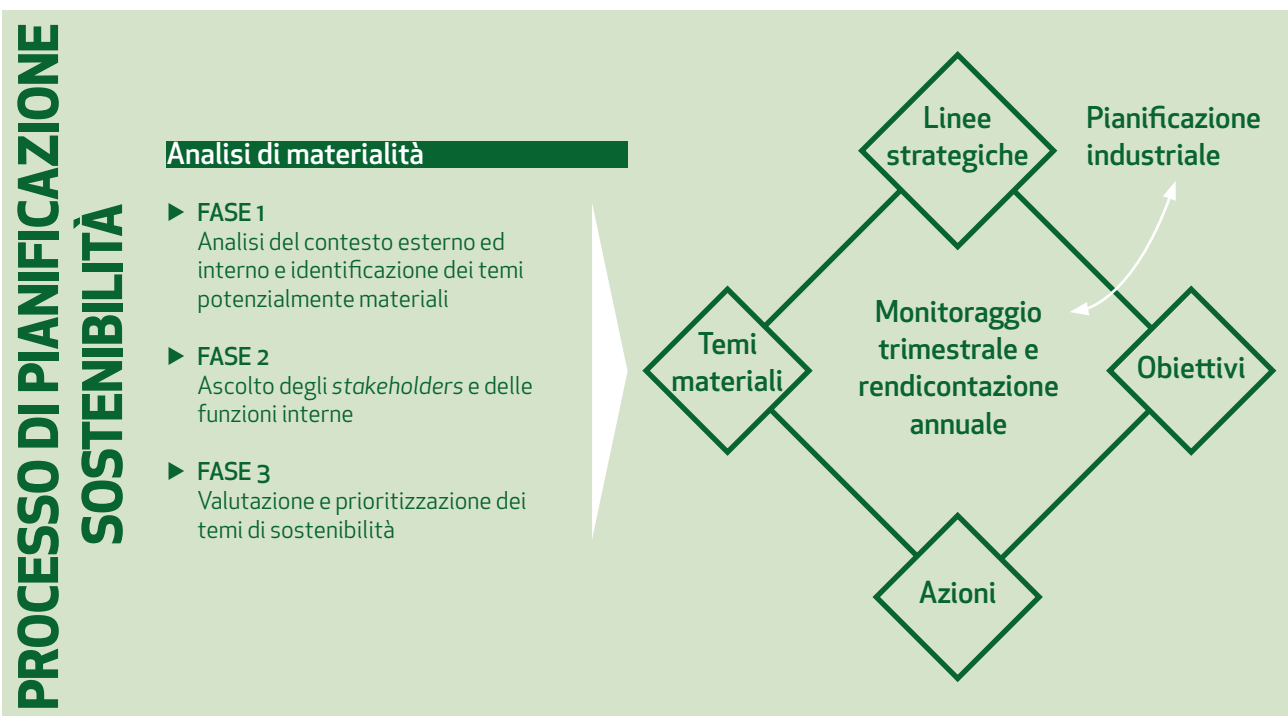 PROCESSO DI PIANIFICAZIONE
SOSTENIBILITÀ
Analisi di materialità
FASE 1
Analisi del contesto esterno ed
interno e identificazione dei temi
potenzialmente materiali
FASE 2
Ascolto degli stakeholders e delle
funzioni interne
FASE 3
Valutazione e prioritizzazione dei
temi di sostenibilità
Linee
strategiche
Pianificazione
industriale
Temi
materiali
Monitoraggio
trimestrale e
rendicontazione
annuale
Obiettivi
Azioni